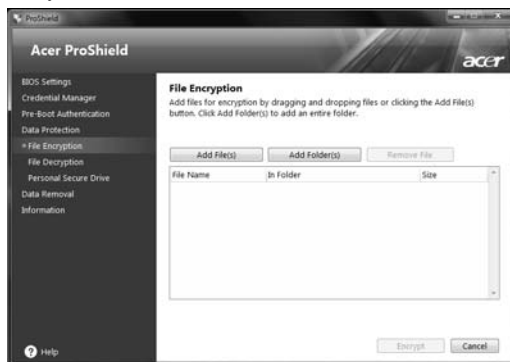 ProShield
Acer ProShield
acer
BIOS Settings
Credential Manager
Pre-Boot Authentication
Data Protection
File Encryption
File Decryption
Personal Secure Drive
Data Removal
Information
Help
File Encryption
Add files for encryption by dragging and dropping files or clicking the Add File(s)
button. Click Add Folder(s) to add an entire folder.
Add File(s) Add Folder(s) Remove File
File Name In Folder Size
Encrypt Cancel